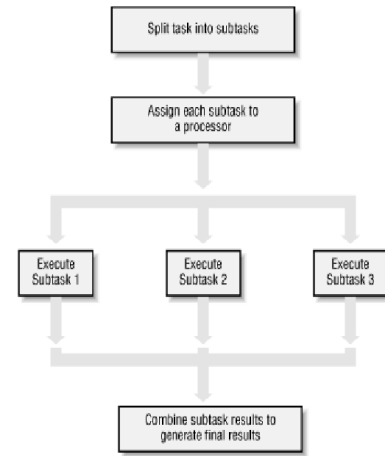 Split task into subtasks
Assign each subtask to
a processor
Execute
Subtask 1
Execute
Subtask 2
Execute
Subtask 3
Combine subtask results to
generate final results